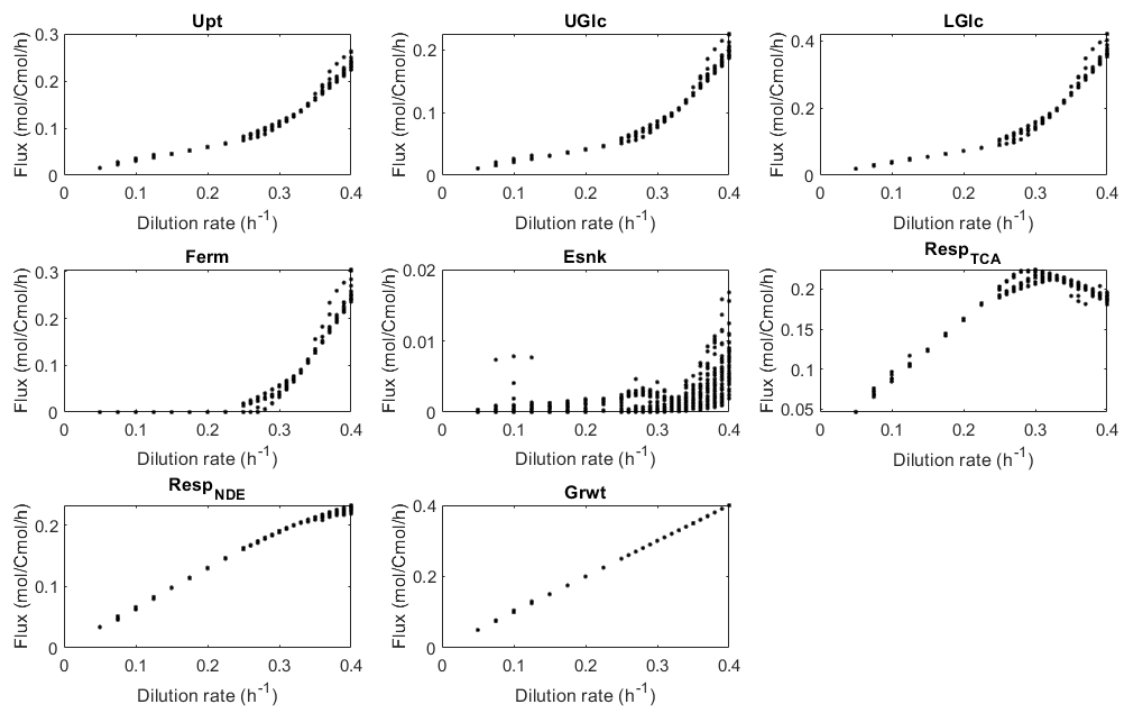 Upt
Flux (mol/Cmol/h)
0.3
0.2
0.1
0
0 0.1 0.2 0.3 0.4
Dilution rate (h-1)
UGlc
Flux (mol/Cmol/h)
0.2
0.1
0
0 0.1 0.2 0.3 0.4
Dilution rate (h-1)
LGlc
Flux (mol/Cmol/h)
0.4
0.2
0
0 0.1 0.2 0.3 0.4
Dilution rate (h-1)
Ferm
Flux (mol/Cmol/h)
0.3
0.2
0.1
0
0 0.1 0.2 0.3 0.4
Dilution rate (h-1)
Esnk
Flux (mol/Cmol/h)
0.02
0.01
0
0 0.1 0.2 0.3 0.4
Dilution rate (h-1)
RespTCA
Flux (mol/Cmol/h)
0.2
0.15
0.1
0.05
0 0.1 0.2 0.3 0.4
Dilution rate (h-1)
RespNDE
Flux (mol/Cmol/h)
0.2
0.1
0
0 0.1 0.2 0.3 0.4
Dilution rate (h-1)
Grwt
Flux (mol/Cmol/h)
0.4
0.2
0
0 0.1 0.2 0.3 0.4
Dilution rate (h-1)